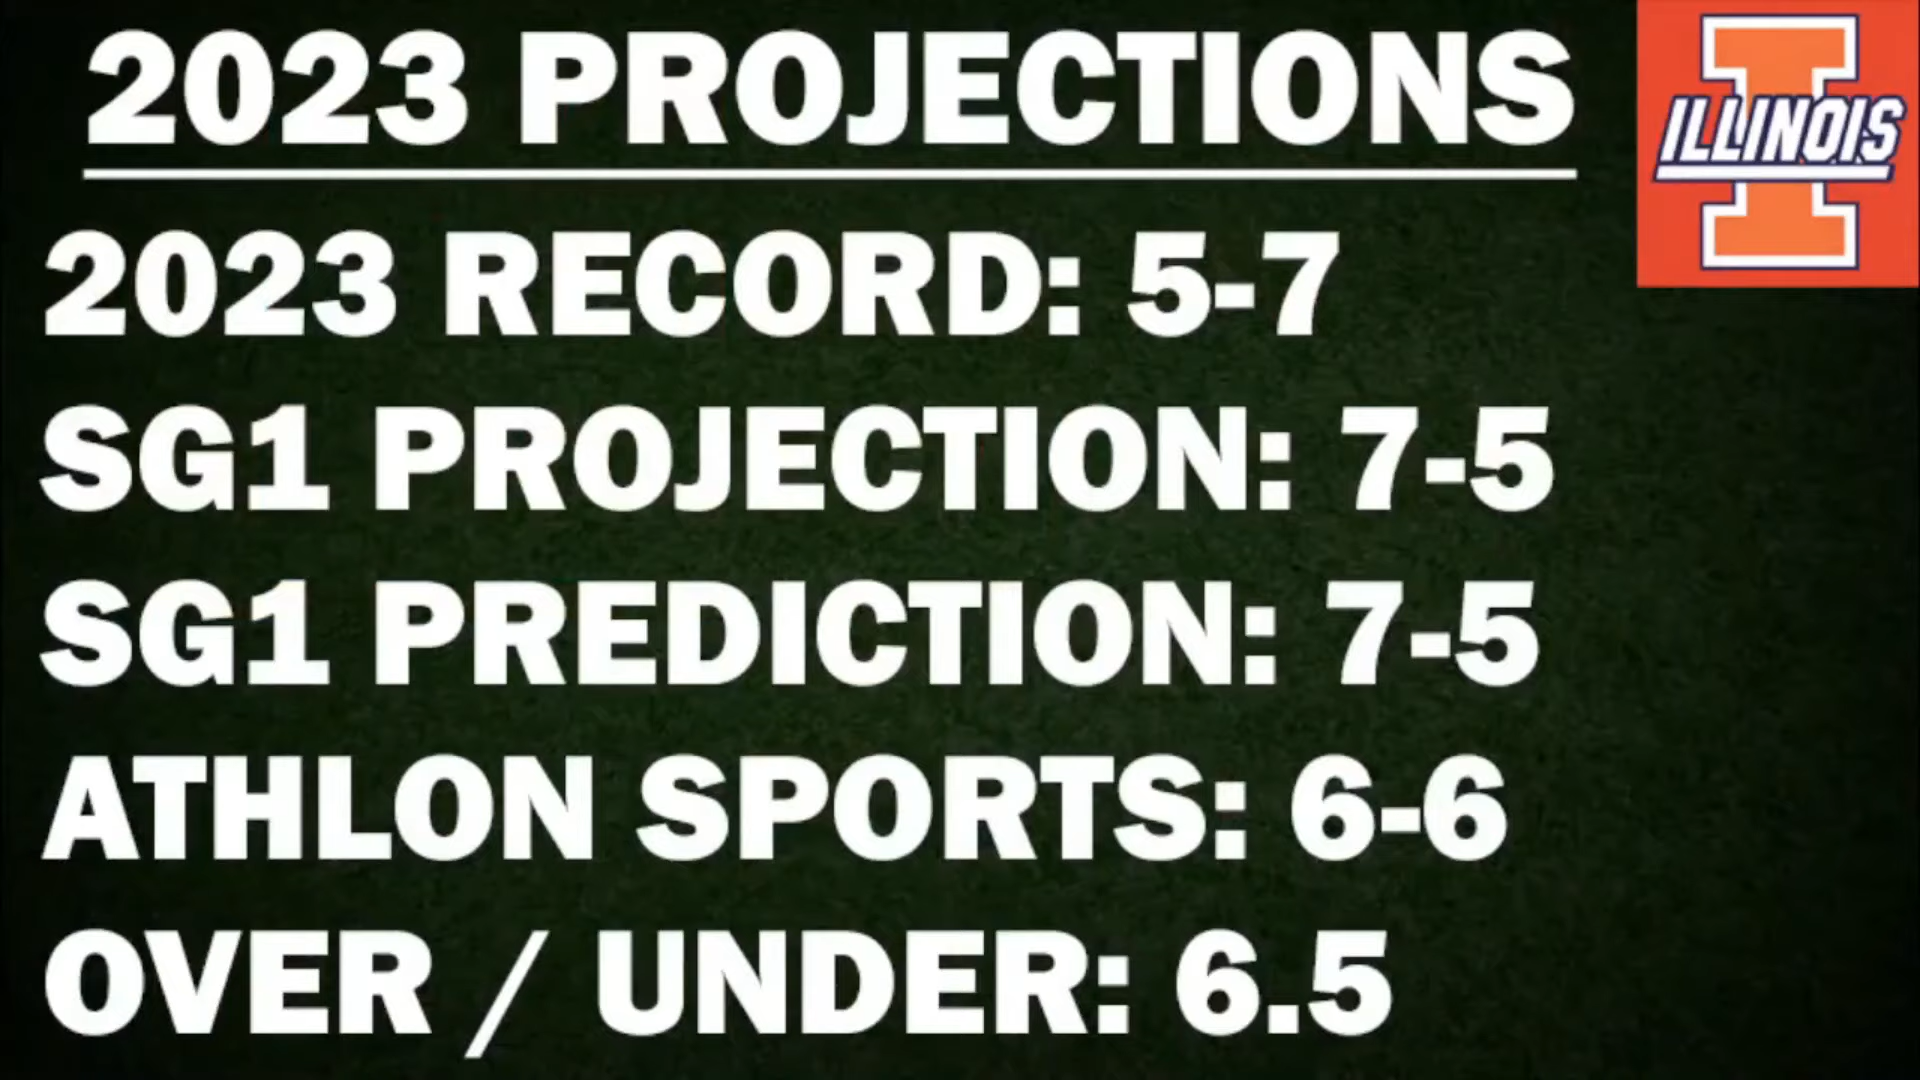 2023 PROJECTIONS
ILLINOIS
2023 RECORD: 5-7
SG1 PROJECTION: 7-5
SG1 PREDICTION: 7-5
ATHLON SPORTS: 6-6
OVER / UNDER: 6.5